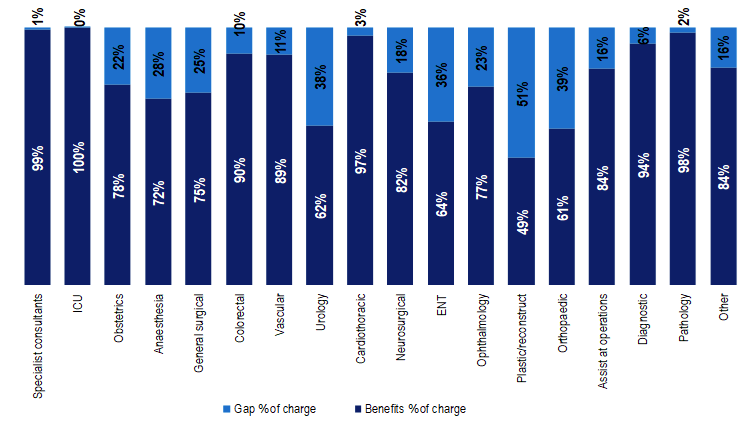 1%
0%
22%
28%
25%
10%
11%
38%
3%
18%
36%
23%
51%
39%
16%
6%
2%
16%
99%
100%
78%
72%
75%
90%
89%
62%
97%
82%
64%
77%
49%
61%
84%
94%
98%
84%
Specialist consultants
ICU
Obstetrics
Anaesthesia
General surgical
Colorectal
Vascular
Urology
Cardiothoracic
Neurosurgical
ENT
Ophthalmology
Plastic/reconstruct
Orthopaedic
Assist at operations
Diagnostic
Pathology
Other
Gap %of charge
Benefits %of charge